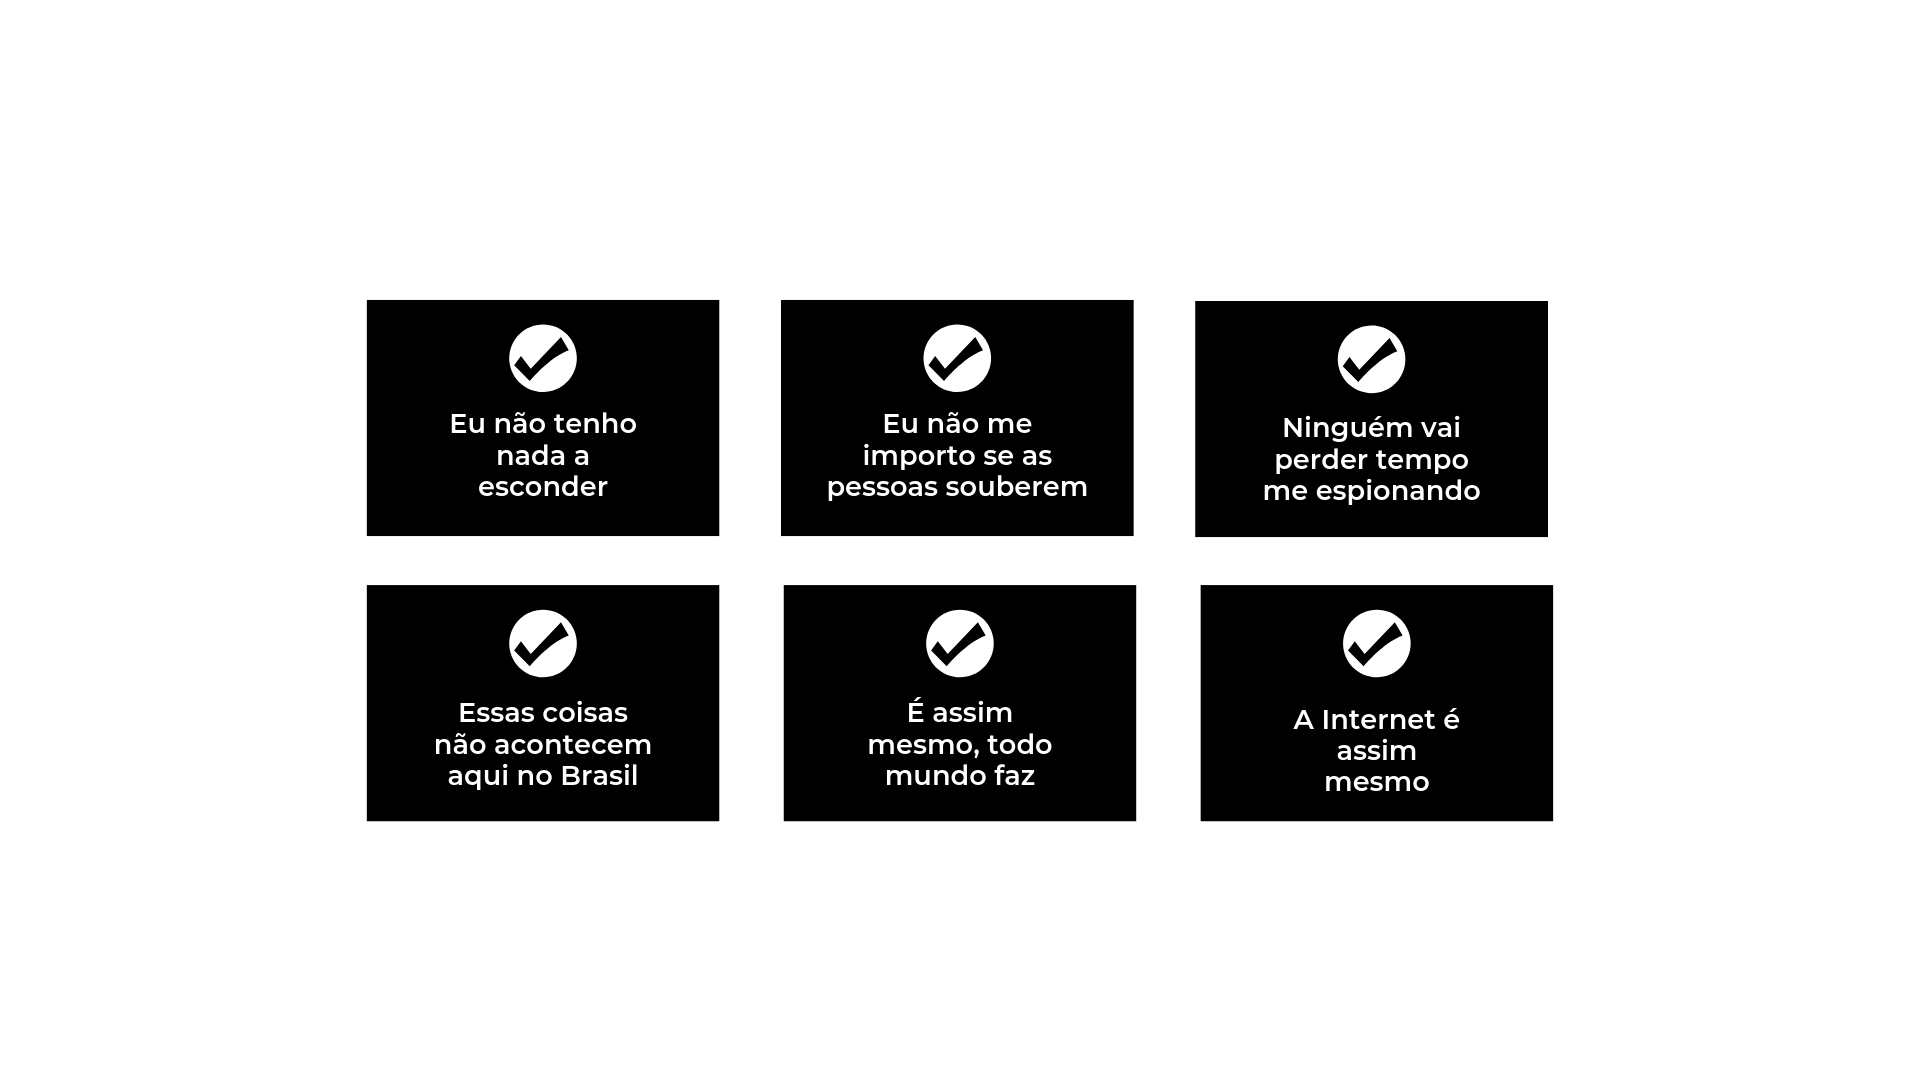 Eu não tenho
nada a
esconder
Eu não me
importo se as
pessoas souberem
Ninguém vai
perder tempo
me espionando
Essas coisas
não acontecem
aqui no Brasil
É assim
mesmo, todo
mundo faz
A Internet é
assim
mesmo